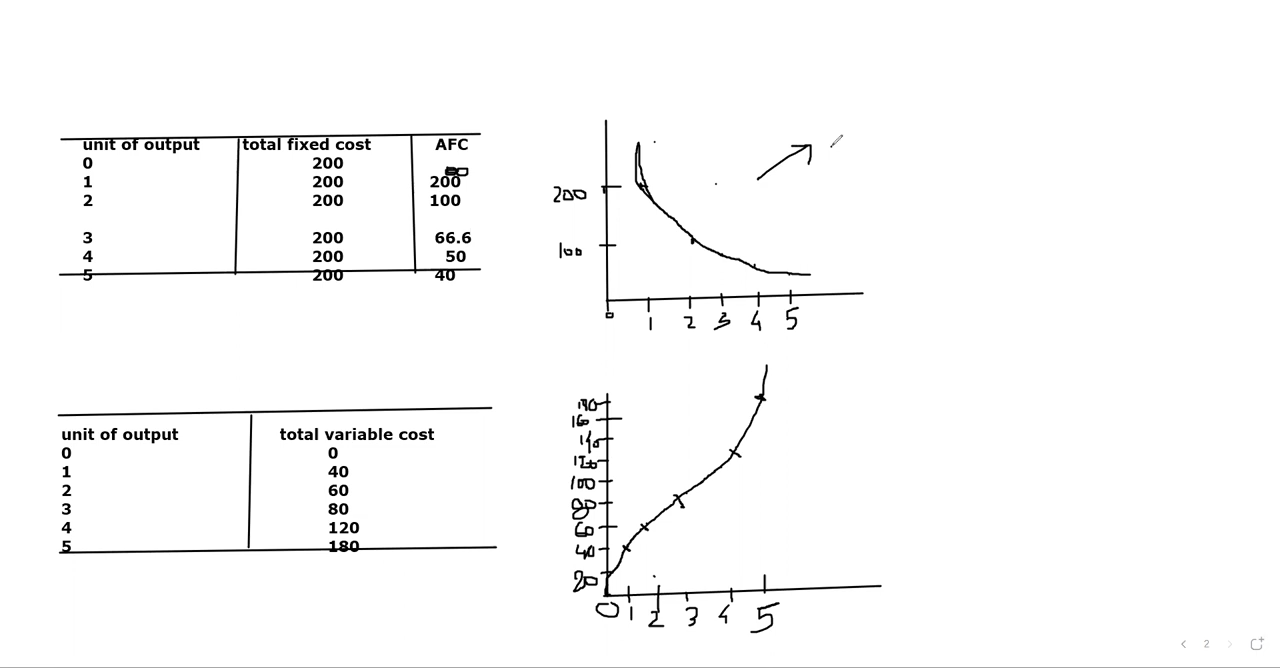 unit of output total fixed cost AFC
0 200
1 200 200
2 200 100
3 200 66.6
4 200 50
5 200 40
200
100
0 1 2 3 4 5
unit of output total variable cost
0 0
1 40
2 60
3 80
4 120
5 180
160
140
120
100
80
60
40
20
0 1 2 3 4 5
2